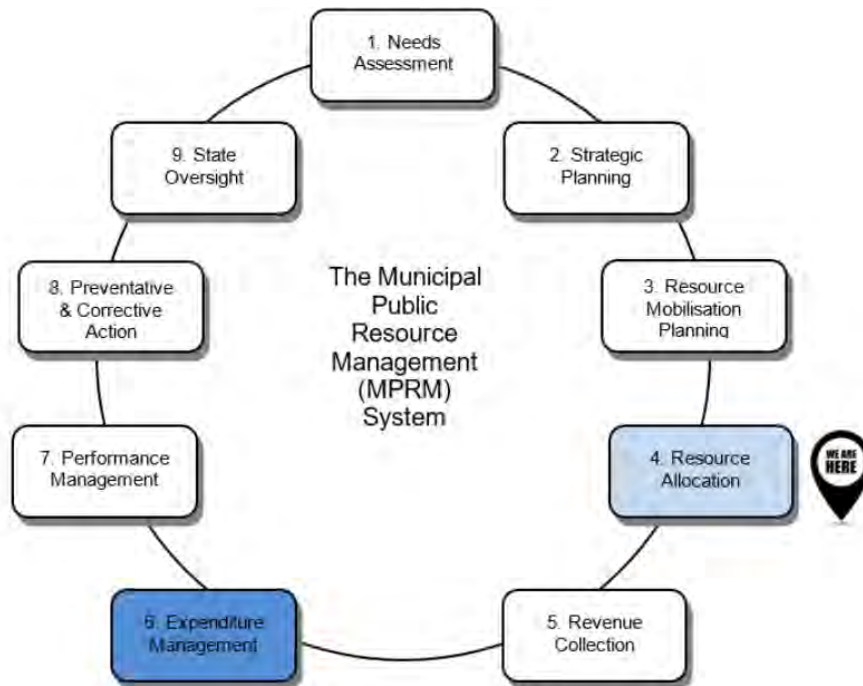 1. Needs
Assessment
2. Strategic
Planning
3. Resource
Mobilisation
Planning
4. Resource
Allocation
WE ARE
HERE
5. Revenue
Collection
6. Expenditure
Management
7. Performance
Management
8. Preventative
& Corrective
Action
9. State
Oversight
The Municipal
Public
Resource
Management
(MPRM)
System